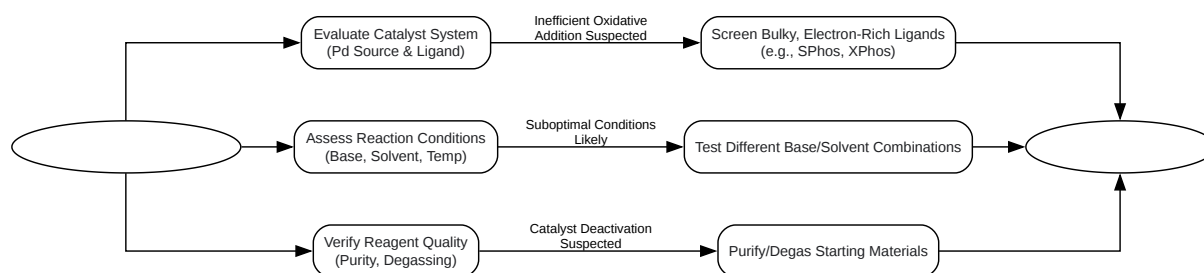 Evaluate Catalyst System
(Pd Source & Ligand)
Inefficient Oxidative
Addition Suspected
Screen Bulky, Electron-Rich Ligands
(e.g., SPhos, XPhos)
Assess Reaction Conditions
(Base, Solvent, Temp)
Suboptimal Conditions
Likely
Test Different Base/Solvent Combinations
Verify Reagent Quality
(Purity, Degassing)
Catalyst Deactivation
Suspected
Purify/Degas Starting Materials